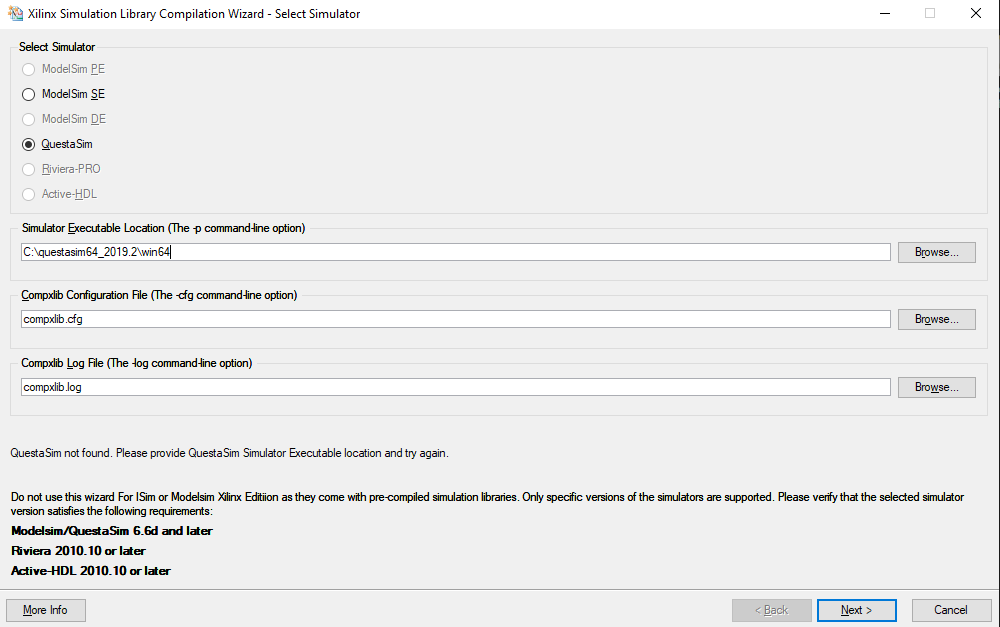 Xilinx Simulation Library Compilation Wizard - Select Simulator
Select Simulator
ModelSim PE
ModelSim SE
ModelSim DE
QuestaSim
Riviera-PRO
Active-HDL
Simulator Executable Location (The -p command-line option)
C:\questasim64_2019.2\win64
Browse...
Compxlib Configuration File (The -cfg command-line option)
compxlib.cfg
Browse...
Compxlib Log File (The -log command-line option)
compxlib.log
Browse...
QuestaSim not found. Please provide QuestaSim Simulator Executable location and try again.
Do not use this wizard For ISim or Modelsim Xilinx Editiion as they come with pre-compiled simulation libraries. Only specific versions of the simulators are supported. Please verify that the selected simulator
version satisfies the following requirements:
Modelsim/QuestaSim 6.6d and later
Riviera 2010.10 or later
Active-HDL 2010.10 or later
More Info
< Back
Next >
Cancel